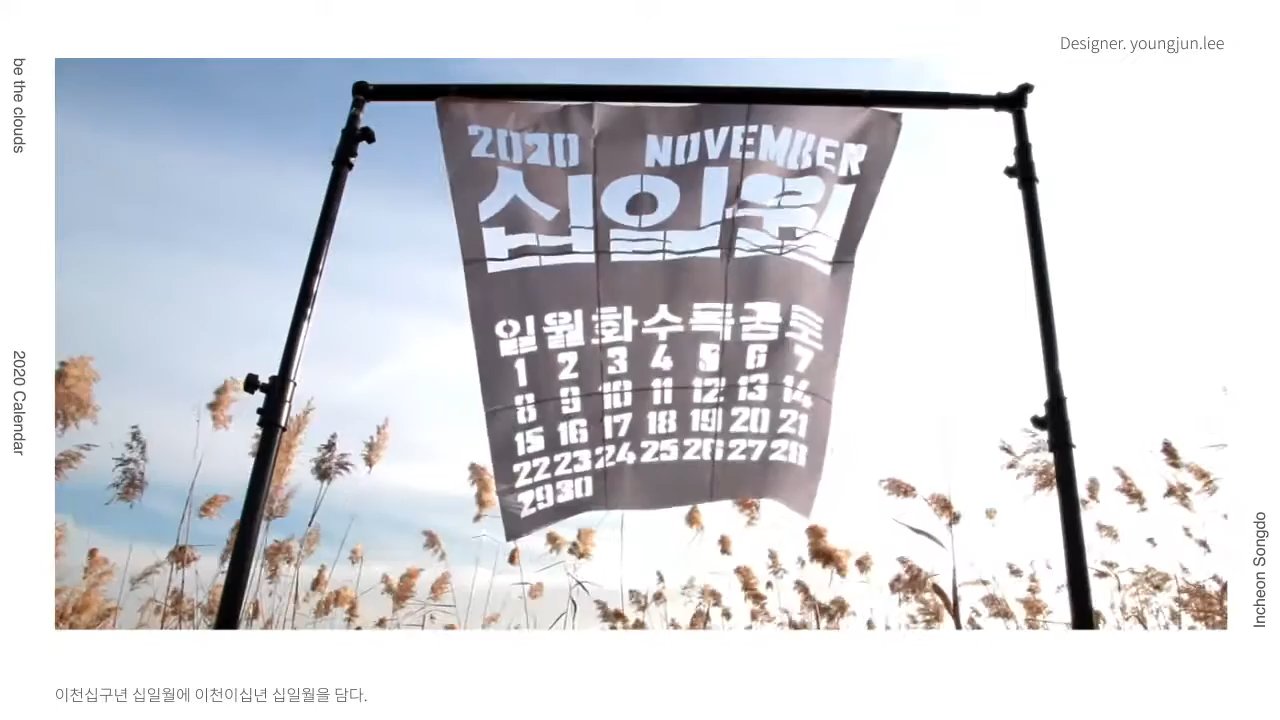 Designer. youngjun.lee
be the clouds
2020 NOVEMBER
십일월
일 월 화 수 목 금 토
1 2 3 4 5 6 7
8 9 10 11 12 13 14
15 16 17 18 19 20 21
22 23 24 25 26 27 28
29 30
2020 Calendar
Incheon Songdo
이천십구년 십일월에 이천이십년 십일월을 담다.